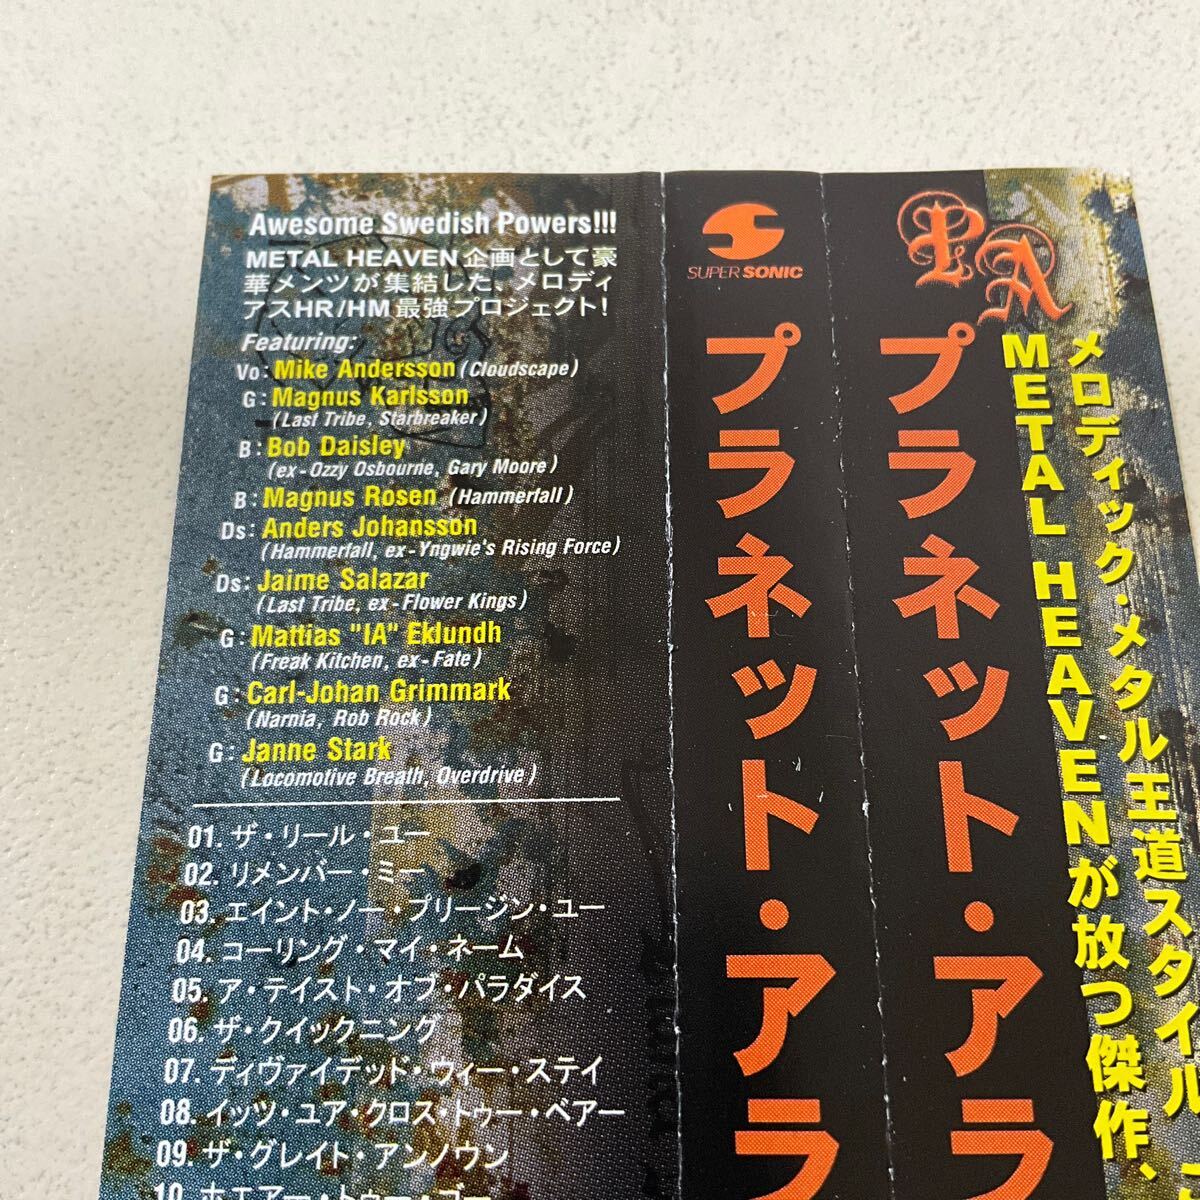 Awesome Swedish Powers!!!
METAL HEAVEN企画として豪
華メンツが集結した、メロディ
アスHR/HM最強プロジェクト!
Featuring:
Vo: Mike Andersson (Cloudscape)
G: Magnus Karlsson
(Last Tribe, Starbreaker)
B: Bob Daisley
(ex-Ozzy Osbourne, Gary Moore)
B: Magnus Rosen (Hammerfall)
Ds: Anders Johansson
(Hammerfall, ex-Yngwie's Rising Force)
Ds: Jaime Salazar
(Last Tribe, ex-Flower Kings)
G: Mattias "IA" Eklundh
(Freak Kitchen, ex-Fate)
G: Carl-Johan Grimmark
(Narnia, Rob Rock)
G: Janne Stark
(Locomotive Breath, Overdrive)
01. ザ・リール・ユー
02. リメンバー・ミー
03. エイント・ノー・プリージン・ユー
04. コーリング・マイ・ネーム
05. ア・テイスト・オブ・パラダイス
06. ザ・クイックニング
07. ディヴァイデッド・ウィー・ステイ
08. イッツ・ユア・クロス・トゥー・ベアー
09. ザ・グレイト・アンノウン
10. ホエアー・トゥー・ゴー
SUPER SONIC
プラネット・アラ
PA
プラネット・アラ
メロディック・メタル王道スタイル
METAL HEAVENが放つ傑作、